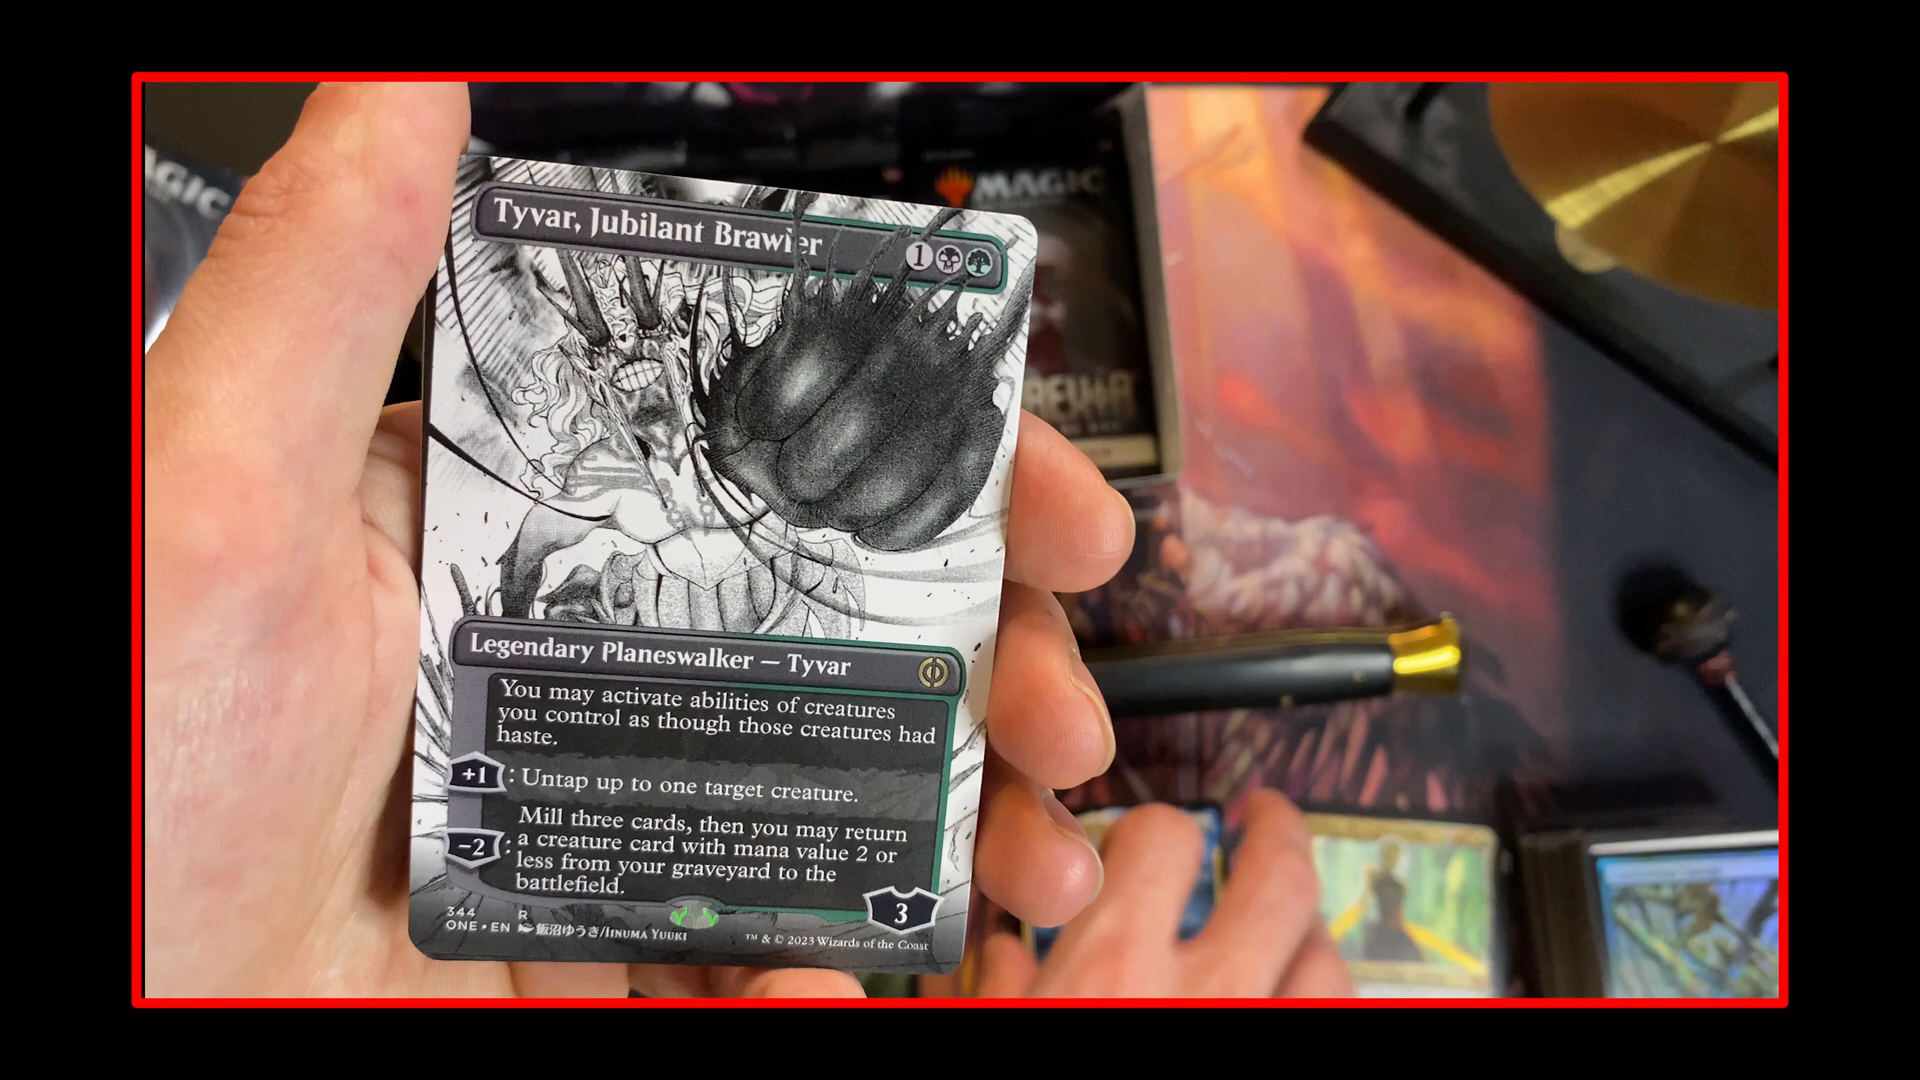 MAGIC
AGIC
Tyvar, Jubilant Brawler
1
REXIA
Legendary Planeswalker – Tyvar
You may activate abilities of creatures
you control as though those creatures had
haste.
+1: Untap up to one target creature.
Mill three cards, then you may return
-2: a creature card with mana value 2 or
less from your graveyard to the
battlefield.
3
344 R
ONE • EN 飯沼ゆうき/Iinuma Yuuki
™ & © 2023 Wizards of the Coast